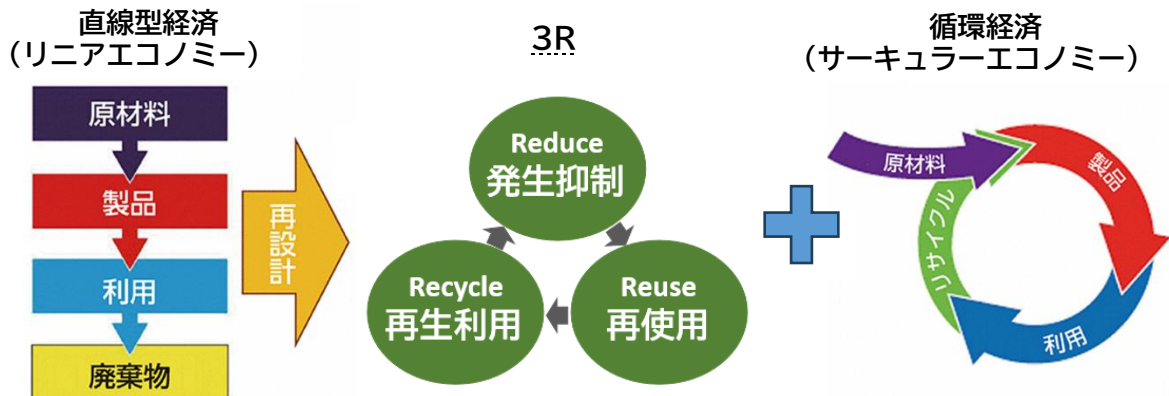 直線型経済
（リニアエコノミー）
原材料
製品
利用
廃棄物
再設計
3R
Reduce
発生抑制
Recycle
再生利用
Reuse
再使用
循環経済
（サーキュラーエコノミー）
原材料
製品
利用
リサイクル